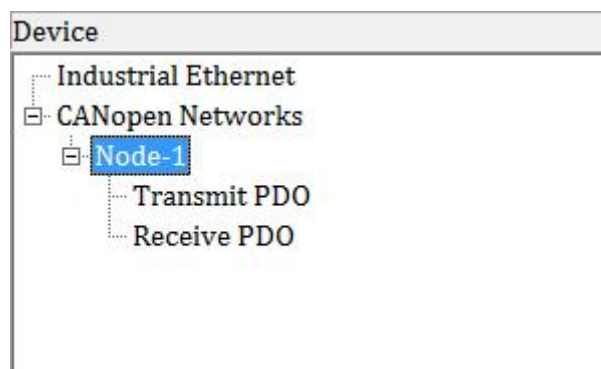 Device
Industrial Ethernet
CANopen Networks
Node-1
Transmit PDO
Receive PDO